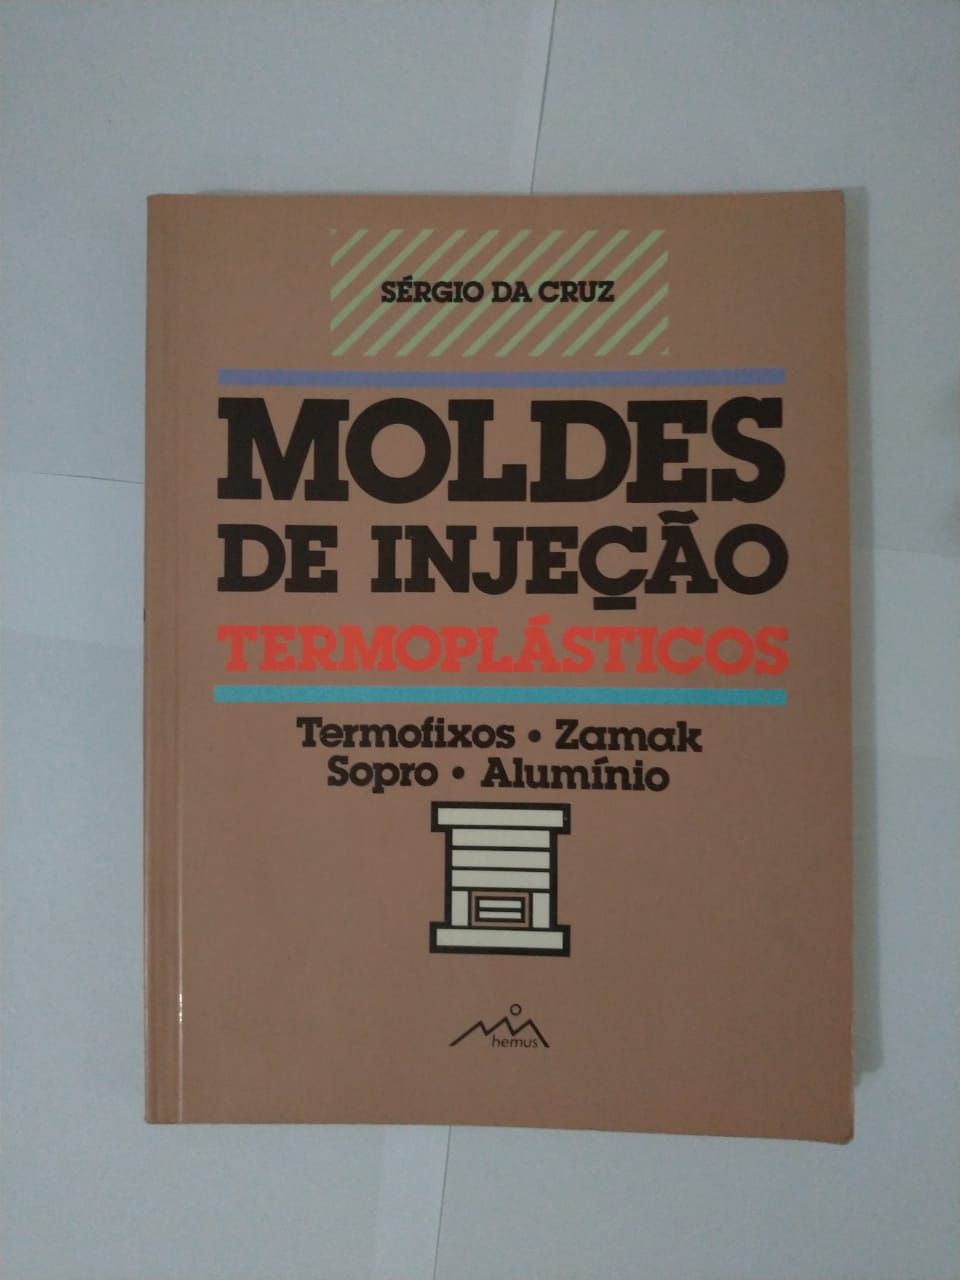 SÉRGIO DA CRUZ
MOLDES
DE INJEÇÃO
TERMOPLÁSTICOS
Termofixos • Zamak
Sopro • Alumínio
hemus